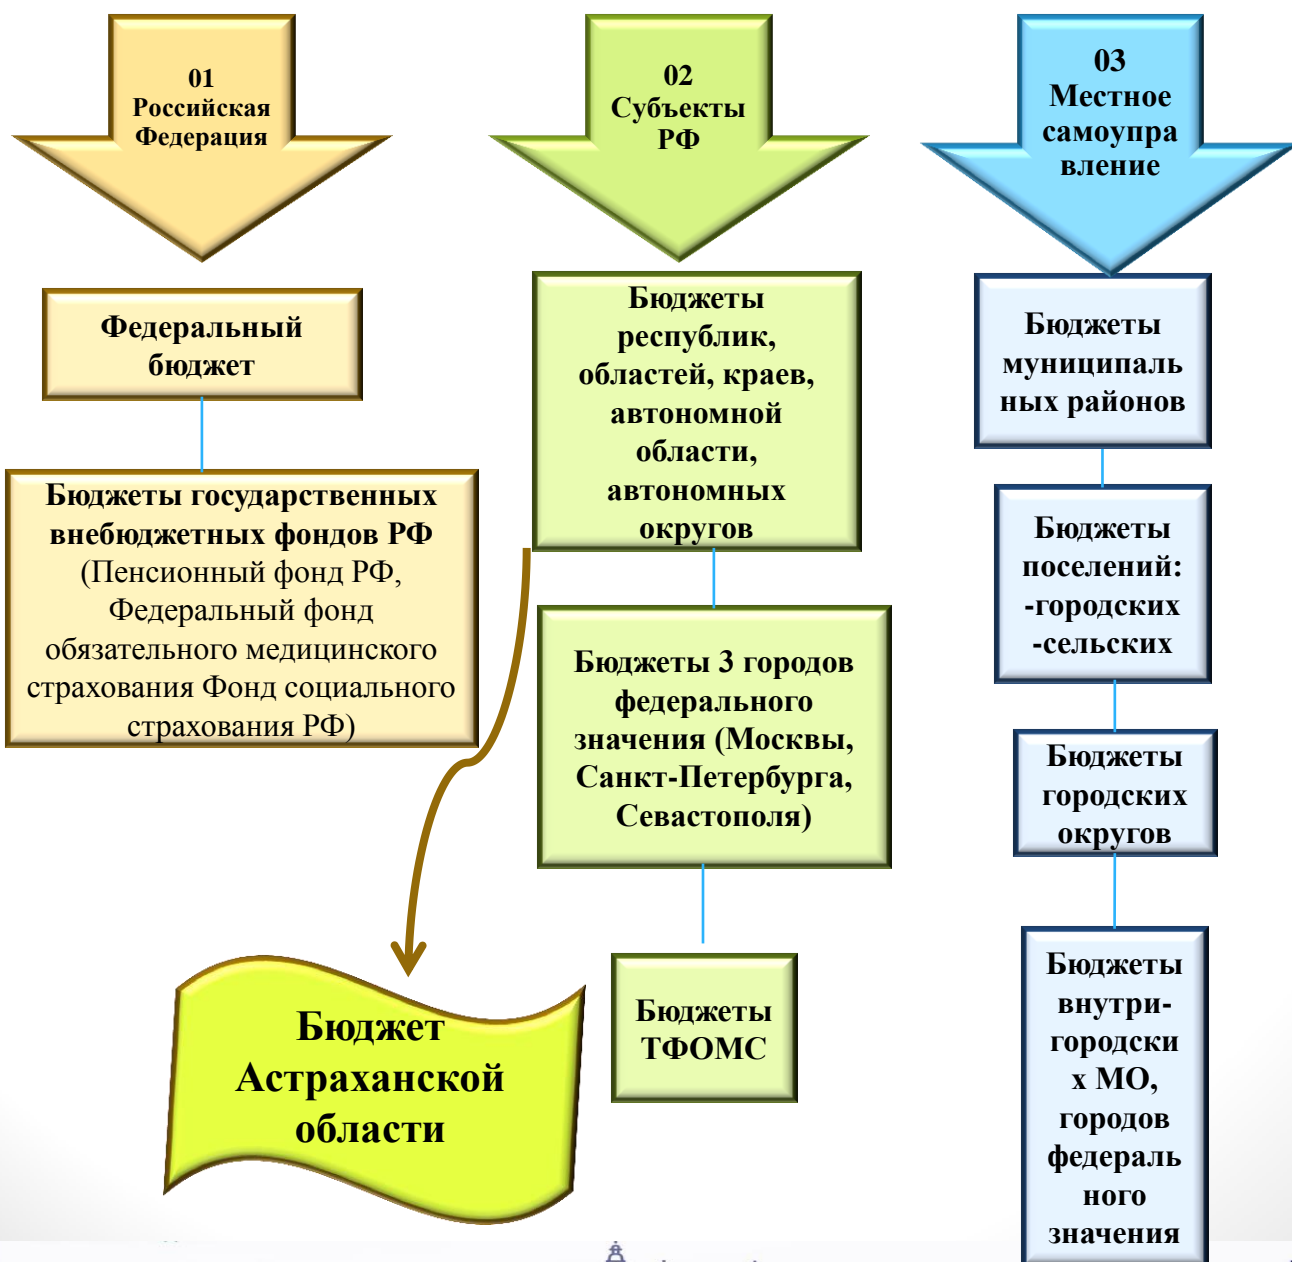 01
Российская
Федерация
Федеральный
бюджет
Бюджеты государственных
внебюджетных фондов РФ
(Пенсионный фонд РФ,
Федеральный фонд
обязательного медицинского
страхования Фонд социального
страхования РФ)
02
Субъекты
РФ
Бюджеты
республик,
областей, краев,
автономной
области,
автономных
округов
Бюджеты 3 городов
федерального
значения (Москвы,
Санкт-Петербурга,
Севастополя)
Бюджеты
ТФОМС
Бюджет
Астраханской
области
03
Местное
самоупра
вление
Бюджеты
муниципаль
ных районов
Бюджеты
поселений:
-городских
-сельских
Бюджеты
городских
округов
Бюджеты
внутри-
городски
х МО,
городов
федераль
ного
значения